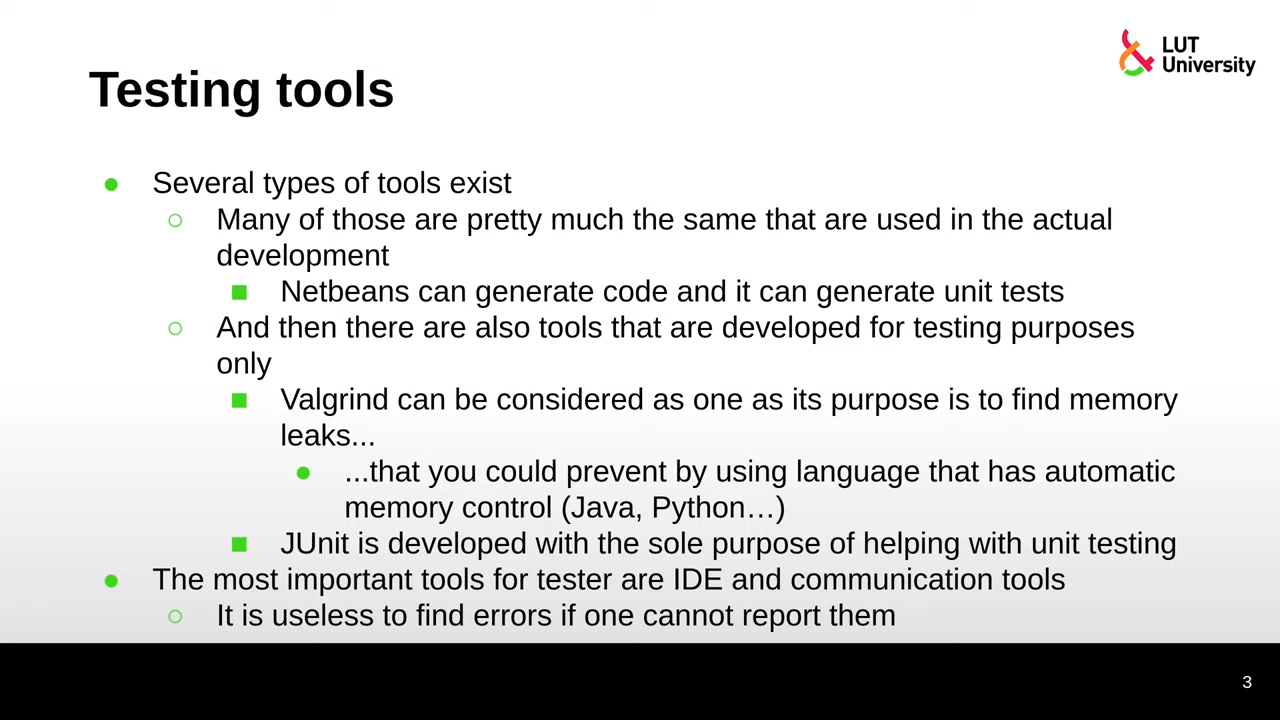 LUT
University
Testing tools
● Several types of tools exist
○ Many of those are pretty much the same that are used in the actual
development
■ Netbeans can generate code and it can generate unit tests
○ And then there are also tools that are developed for testing purposes
only
■ Valgrind can be considered as one as its purpose is to find memory
leaks...
● ...that you could prevent by using language that has automatic
memory control (Java, Python…)
■ JUnit is developed with the sole purpose of helping with unit testing
● The most important tools for tester are IDE and communication tools
○ It is useless to find errors if one cannot report them
3